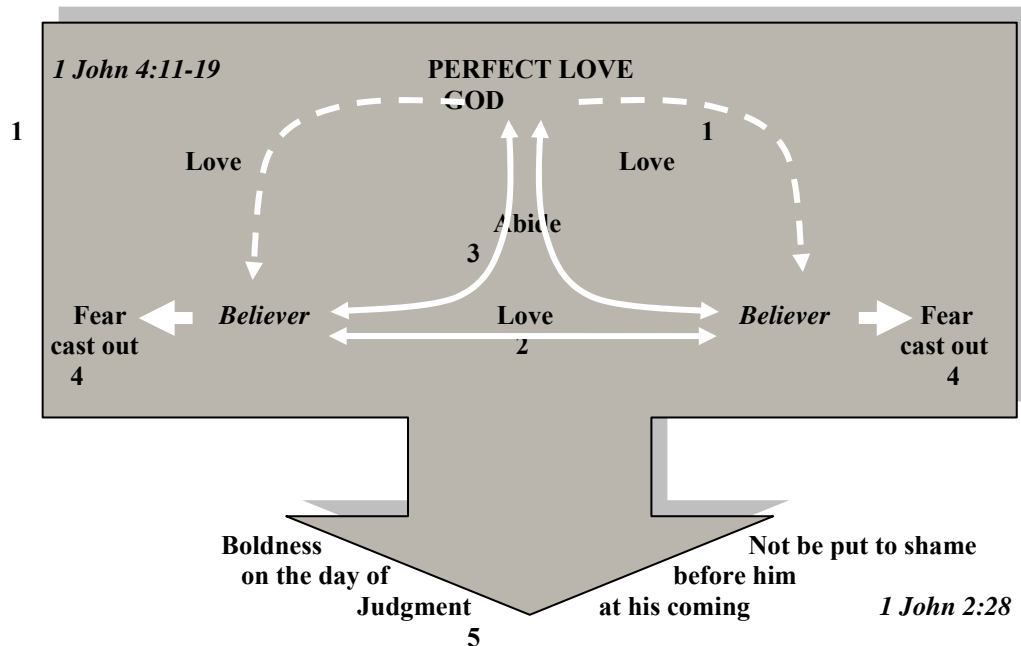 1 John 4:11-19 PERFECT LOVE
GOD
1 1
Love Love
Abide
3
Fear Believer Love Believer Fear
cast out 2 cast out
4 4
Boldness Not be put to shame
on the day of before him
Judgment at his coming 1 John 2:28
5